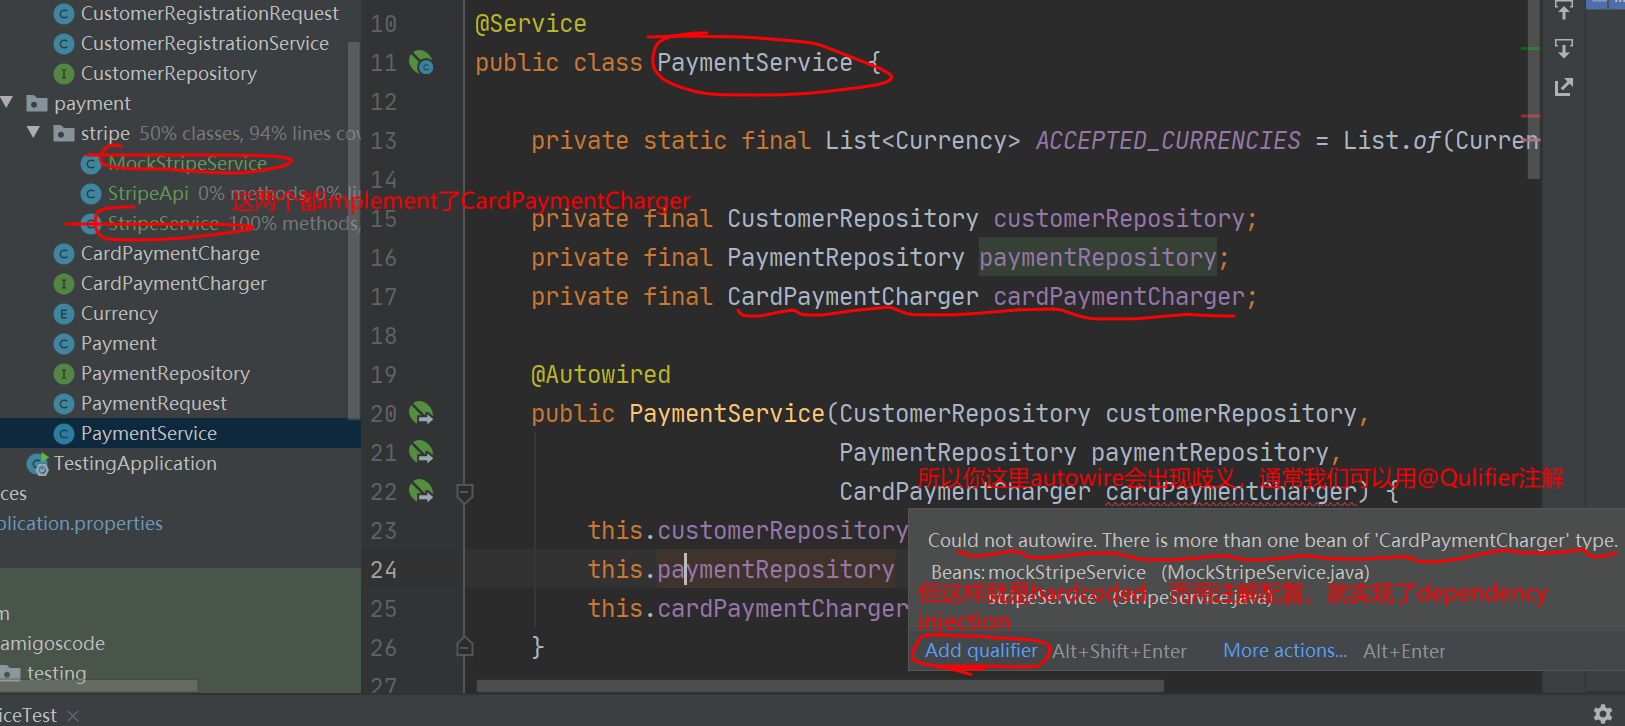 CustomerRegistrationRequest
CustomerRegistrationService
CustomerRepository
payment
stripe 50% classes, 94% lines cov
MockStripeService
StripeApi 0% methods, 0% li
StripeService 100% methods,
这两个都implement了CardPaymentCharger
CardPaymentCharge
CardPaymentCharger
Currency
Payment
PaymentRepository
PaymentRequest
PaymentService
TestingApplication
ces
plication.properties
m
amigoscode
testing
iceTest
10 @Service
11 public class PaymentService {
12
13 private static final List<Currency> ACCEPTED_CURRENCIES = List.of(Curren
14
15 private final CustomerRepository customerRepository;
16 private final PaymentRepository paymentRepository;
17 private final CardPaymentCharger cardPaymentCharger;
18
19 @Autowired
20 public PaymentService(CustomerRepository customerRepository,
21 PaymentRepository paymentRepository,
所以你这里autowire会出现歧义，通常我们可以用@Qulifier注解
22 CardPaymentCharger cardPaymentCharger) {
23 this.customerRepository
24 this.paymentRepository
25 this.cardPaymentCharger
26 }
27
Could not autowire. There is more than one bean of 'CardPaymentCharger' type.
Beans: mockStripeService (MockStripeService.java)
stripeService (StripeService.java)
但这样就是hardcoded，而用注解配置，就实现了dependency
injection
Add qualifier Alt+Shift+Enter More actions... Alt+Enter